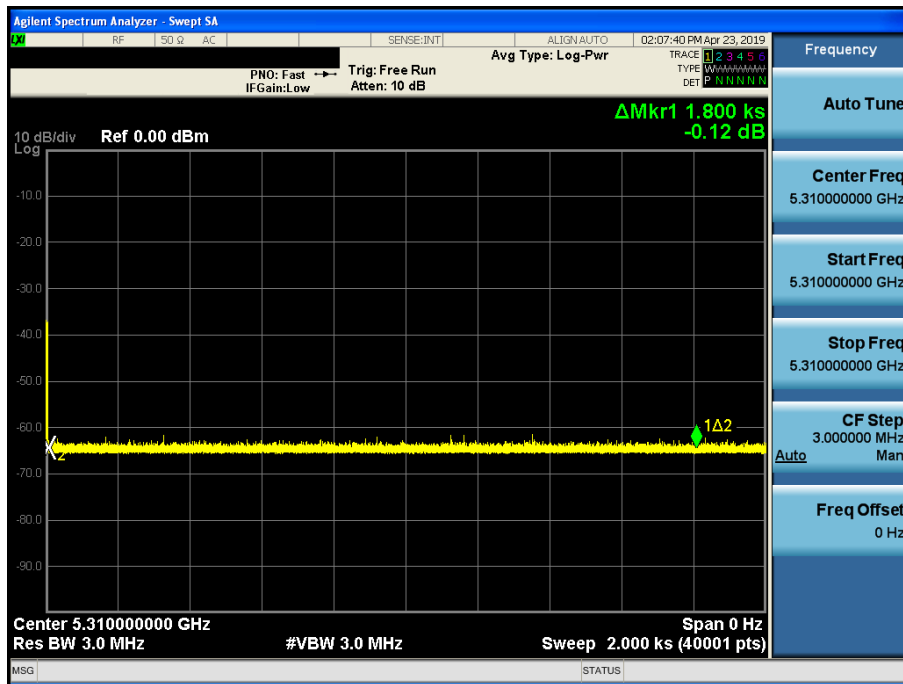 Agilent Spectrum Analyzer - Swept SA
LXI RF 50 Ω AC SENSE:INT ALIGN AUTO 02:07:40 PM Apr 23, 2019
PNO: Fast
IFGain:Low
Trig: Free Run
Atten: 10 dB
Avg Type: Log-Pwr
TRACE 1 2 3 4 5 6
TYPE WWWWWW
DET P N N N N N
ΔMkr1 1.800 ks
-0.12 dB
10 dB/div
Log
Ref 0.00 dBm
-10.0
-20.0
-30.0
-40.0
-50.0
-60.0
-70.0
-80.0
-90.0
1Δ2
2
Center 5.310000000 GHz
Span 0 Hz
Res BW 3.0 MHz
#VBW 3.0 MHz
Sweep 2.000 ks (40001 pts)
MSG
STATUS
Frequency
Auto Tune
Center Freq
5.310000000 GHz
Start Freq
5.310000000 GHz
Stop Freq
5.310000000 GHz
CF Step
3.000000 MHz
Auto Man
Freq Offset
0 Hz